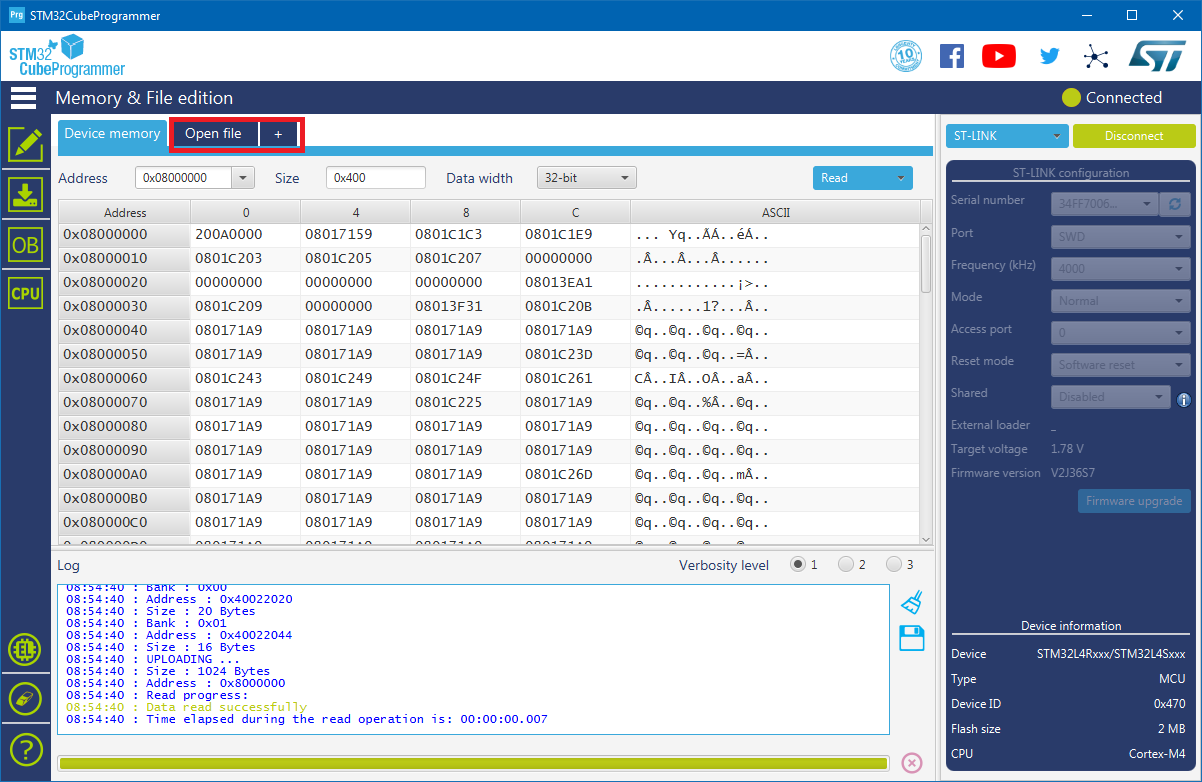 Prg STM32CubeProgrammer
STM32
CubeProgrammer
10
YEARS
ST
Memory & File edition
Connected
Device memory Open file +
ST-LINK Disconnect
Address 0x08000000 Size 0x400 Data width 32-bit Read
ST-LINK configuration
Serial number 34FF7006...
Port SWD
Frequency (kHz) 4000
Mode Normal
Access port 0
Reset mode Software reset
Shared Disabled
External loader _
Target voltage 1.78 V
Firmware version V2J36S7
Firmware upgrade
OB
CPU
Address 0 4 8 C ASCII
0x08000000 200A0000 08017159 0801C1C3 0801C1E9 ... Yq..ÃÁ..éÁ..
0x08000010 0801C203 0801C205 0801C207 00000000 .Â...Â...Â......
0x08000020 00000000 00000000 00000000 08013EA1 ............¡>..
0x08000030 0801C209 00000000 08013F31 0801C20B .Â......1?...Â..
0x08000040 080171A9 080171A9 080171A9 080171A9 ©q..©q..©q..©q..
0x08000050 080171A9 080171A9 080171A9 0801C23D ©q..©q..©q..=Â..
0x08000060 0801C243 0801C249 0801C24F 0801C261 CÂ..IÂ..OÂ..aÂ..
0x08000070 080171A9 080171A9 0801C225 080171A9 ©q..©q..%Â..©q..
0x08000080 080171A9 080171A9 080171A9 080171A9 ©q..©q..©q..©q..
0x08000090 080171A9 080171A9 080171A9 080171A9 ©q..©q..©q..©q..
0x080000A0 080171A9 080171A9 080171A9 0801C26D ©q..©q..©q..mÂ..
0x080000B0 080171A9 080171A9 080171A9 080171A9 ©q..©q..©q..©q..
0x080000C0 080171A9 080171A9 080171A9 080171A9 ©q..©q..©q..©q..
Log Verbosity level 1 2 3
08:54:40 : Bank : 0x00
08:54:40 : Address : 0x40022020
08:54:40 : Size : 20 Bytes
08:54:40 : Bank : 0x01
08:54:40 : Address : 0x40022044
08:54:40 : Size : 16 Bytes
08:54:40 : UPLOADING ...
08:54:40 : Size : 1024 Bytes
08:54:40 : Address : 0x8000000
08:54:40 : Read progress:
08:54:40 : Data read successfully
08:54:40 : Time elapsed during the read operation is: 00:00:00.007
Device information
Device STM32L4Rxxx/STM32L4Sxxx
Type MCU
Device ID 0x470
Flash size 2 MB
CPU Cortex-M4